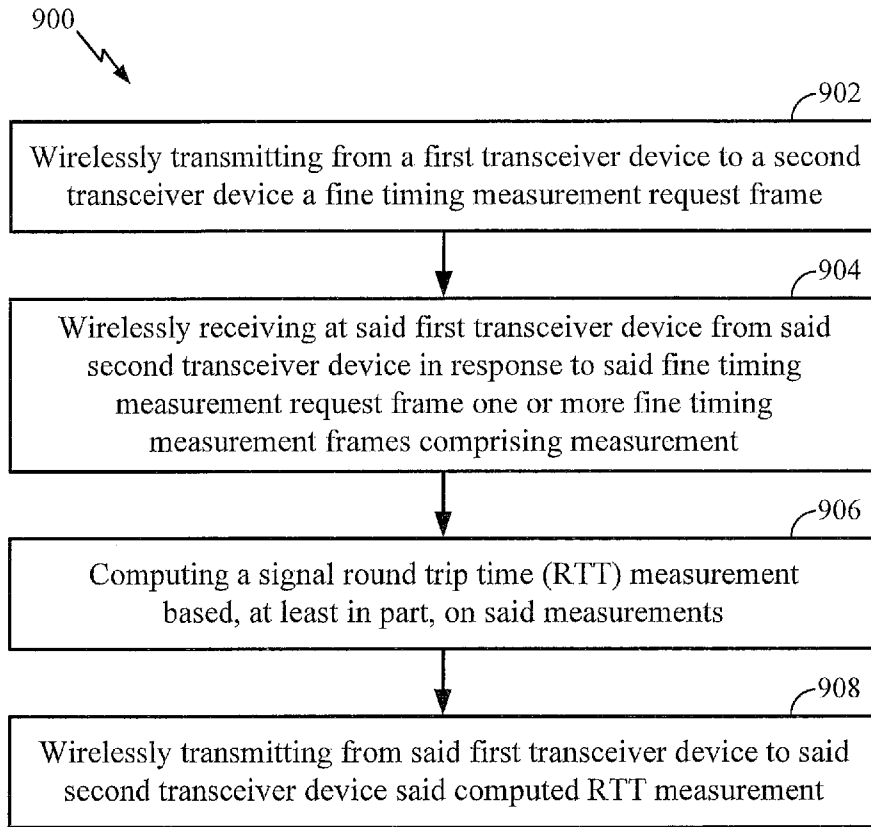 900
902
Wirelessly transmitting from a first transceiver device to a second
transceiver device a fine timing measurement request frame
904
Wirelessly receiving at said first transceiver device from said
second transceiver device in response to said fine timing
measurement request frame one or more fine timing
measurement frames comprising measurement
906
Computing a signal round trip time (RTT) measurement
based, at least in part, on said measurements
908
Wirelessly transmitting from said first transceiver device to said
second transceiver device said computed RTT measurement